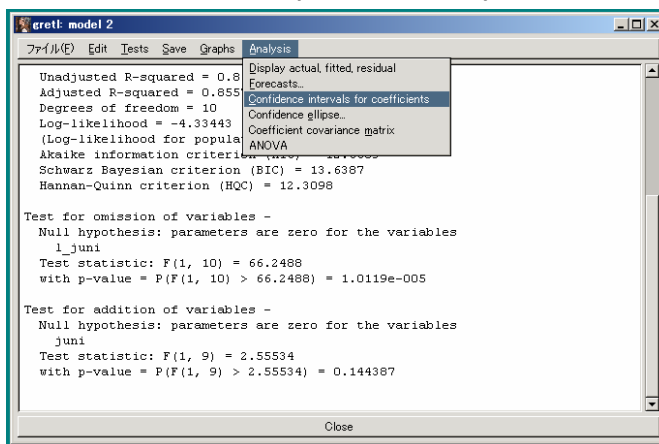 gretl: model 2
ファイル(F) Edit Tests Save Graphs Analysis
Display actual, fitted, residual
Forecasts...
Confidence intervals for coefficients
Confidence ellipse...
Coefficient covariance matrix
ANOVA
Unadjusted R-squared = 0.8
Adjusted R-squared = 0.855
Degrees of freedom = 10
Log-likelihood = -4.33443
(Log-likelihood for popula
Akaike information criterion
Schwarz Bayesian criterion (BIC) = 13.6387
Hannan-Quinn criterion (HQC) = 12.3098
Test for omission of variables -
Null hypothesis: parameters are zero for the variables
l_juni
Test statistic: F(1, 10) = 66.2488
with p-value = P(F(1, 10) > 66.2488) = 1.0119e-005
Test for addition of variables -
Null hypothesis: parameters are zero for the variables
juni
Test statistic: F(1, 9) = 2.55534
with p-value = P(F(1, 9) > 2.55534) = 0.144387
Close